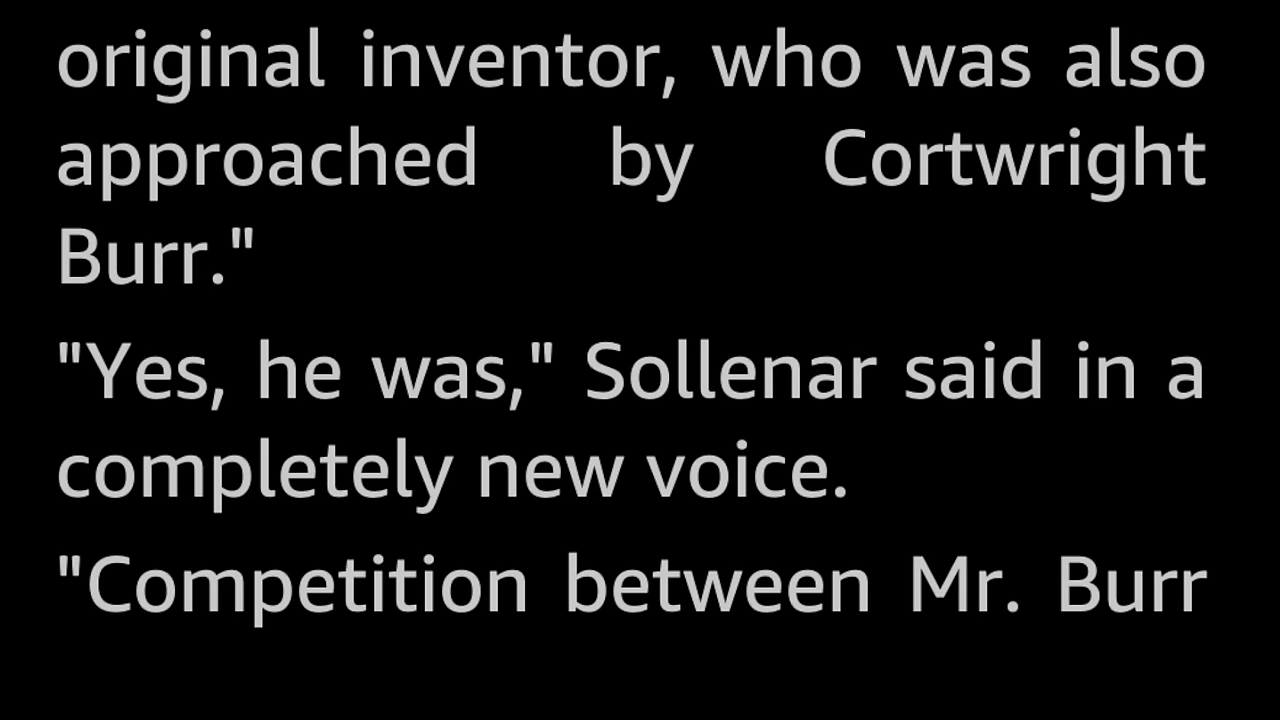 original inventor, who was also
approached by Cortwright
Burr."
"Yes, he was," Sollenar said in a
completely new voice.
"Competition between Mr. Burr